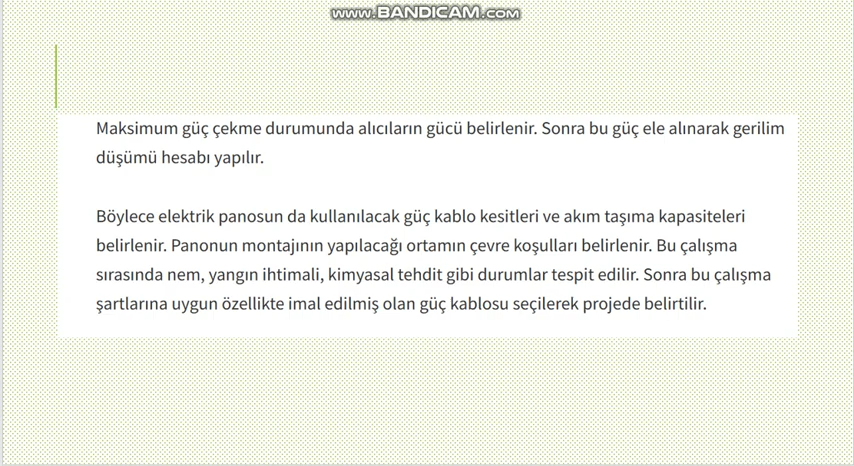 www.BANDICAM.com
Maksimum güç çekme durumunda alıcıların gücü belirlenir. Sonra bu güç ele alınarak gerilim
düşümü hesabı yapılır.
Böylece elektrik panosun da kullanılacak güç kablo kesitleri ve akım taşıma kapasiteleri
belirlenir. Panonun montajının yapılacağı ortamın çevre koşulları belirlenir. Bu çalışma
sırasında nem, yangın ihtimali, kimyasal tehdit gibi durumlar tespit edilir. Sonra bu çalışma
şartlarına uygun özellikte imal edilmiş olan güç kablosu seçilerek projede belirtilir.